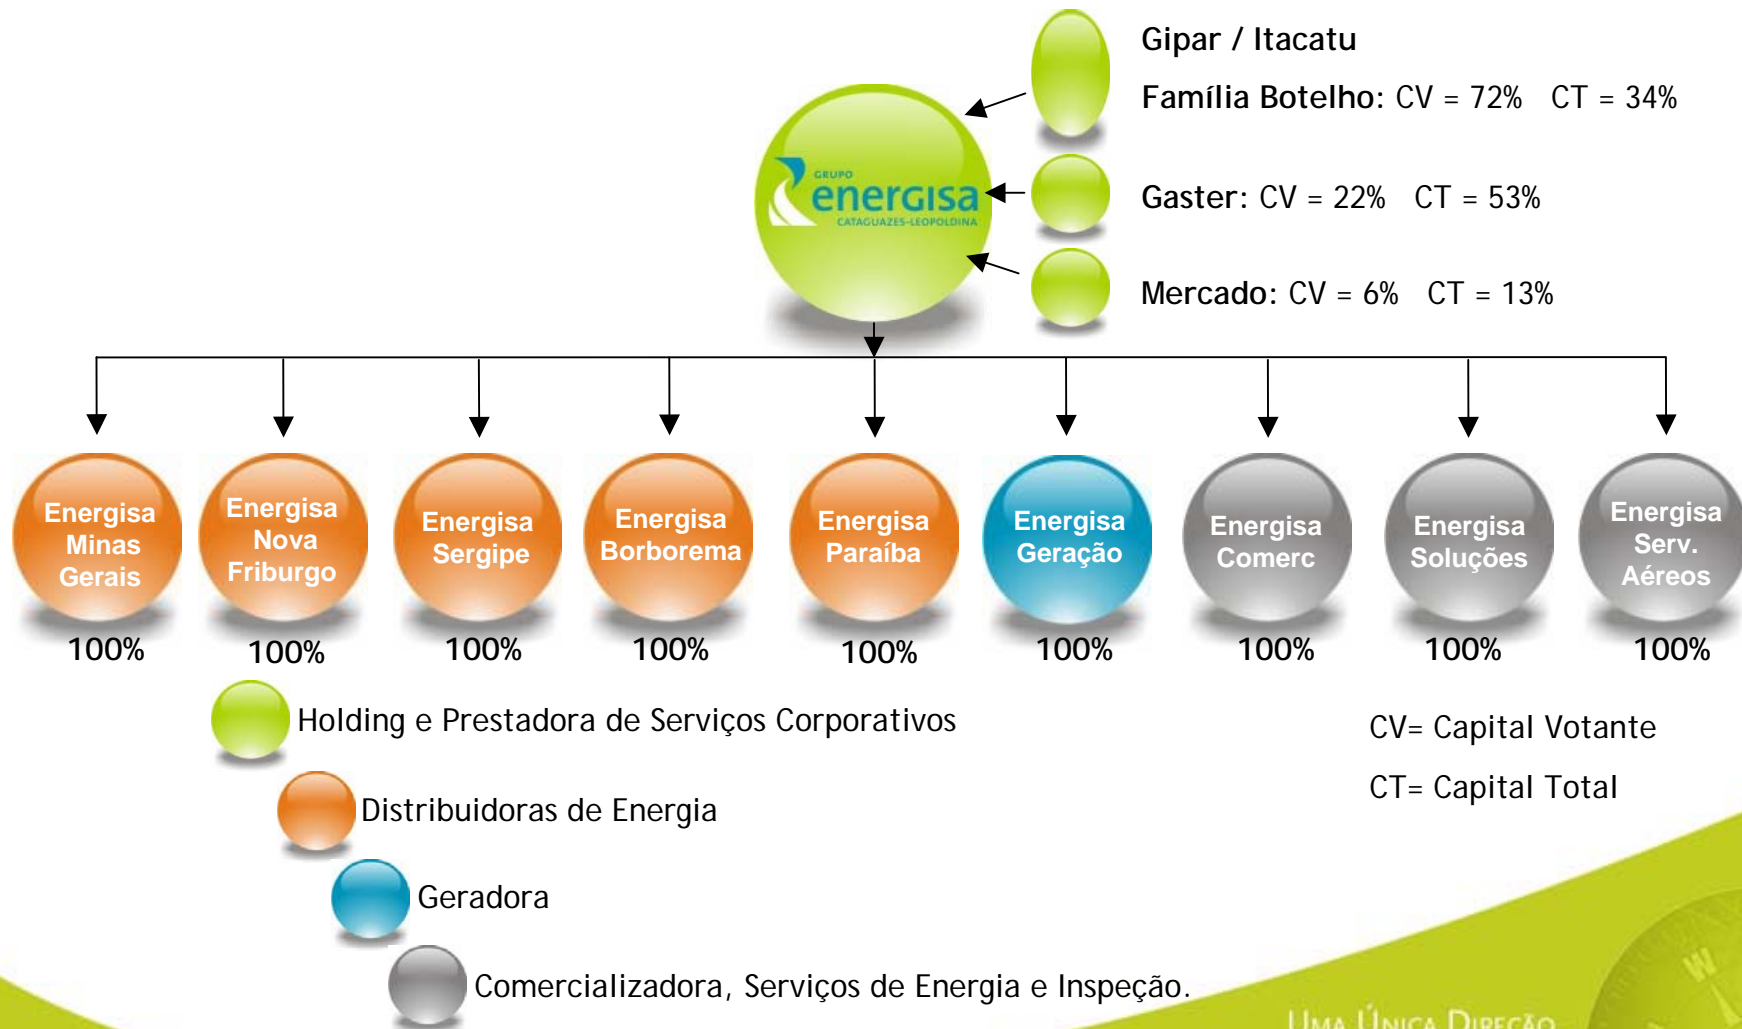 Gipar / Itacatu
Família Botelho: CV = 72% CT = 34%
GRUPO
energisa
CATAGUAZES-LEOPOLDINA
Gaster: CV = 22% CT = 53%
Mercado: CV = 6% CT = 13%
Energisa
Minas
Gerais
100%
Energisa
Nova
Friburgo
100%
Energisa
Sergipe
100%
Energisa
Borborema
100%
Energisa
Paraíba
100%
Energisa
Geração
100%
Energisa
Comerc
100%
Energisa
Soluções
100%
Energisa
Serv.
Aéreos
100%
Holding e Prestadora de Serviços Corporativos
Distribuidoras de Energia
Geradora
Comercializadora, Serviços de Energia e Inspeção.
CV= Capital Votante
CT= Capital Total
W
UMA ÚNICA DIREÇÃO